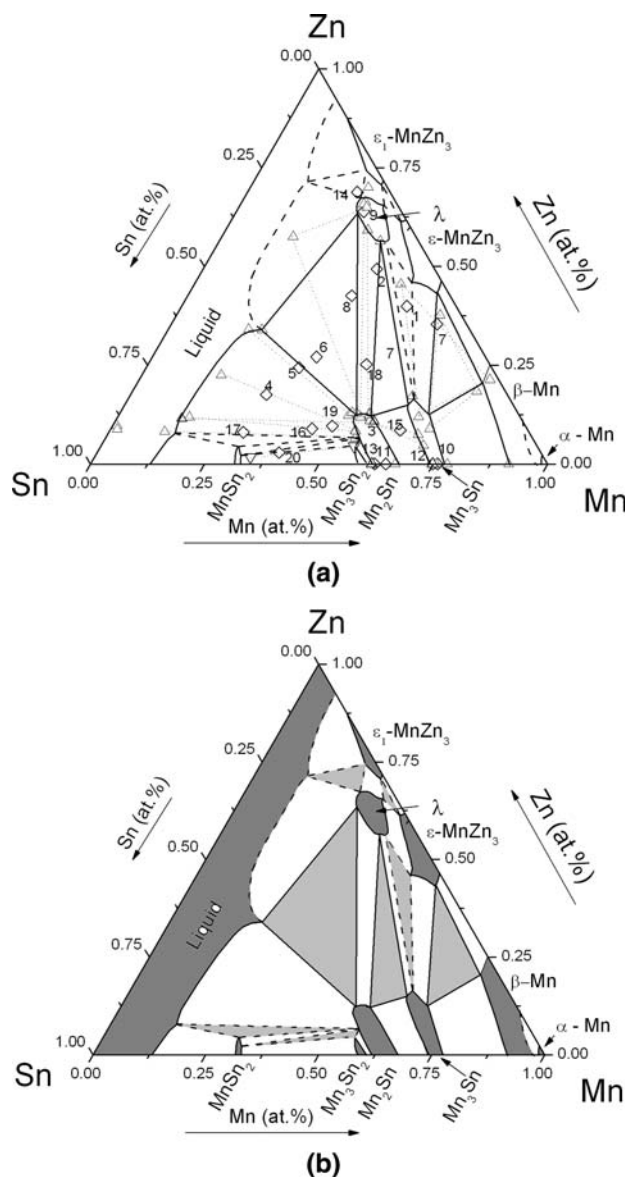 Zn
0.00 1.00
ε₁-MnZn₃
0.25 0.75
14
9
λ
Sn (at.%)
Zn (at.%)
ε-MnZn₃
0.50 0.50
2
8
1
7
Liquid
6
5
7
18
0.75 0.25
4
β-Mn
19
17 16 3 15
α - Mn
20 13 11 12 10
1.00 0.00
Sn
0.00 0.25 0.50 0.75 1.00
Mn
MnSn₂
Mn₃Sn₂
Mn₂Sn
Mn₃Sn
Mn (at.%)
(a)
Zn
0.00 1.00
ε₁-MnZn₃
0.25 0.75
λ
Sn (at.%)
Zn (at.%)
ε-MnZn₃
0.50 0.50
Liquid
0.75 0.25
β-Mn
α - Mn
1.00 0.00
Sn
0.00 0.25 0.50 0.75 1.00
Mn
MnSn₂
Mn₃Sn₂
Mn₂Sn
Mn₃Sn
Mn (at.%)
(b)